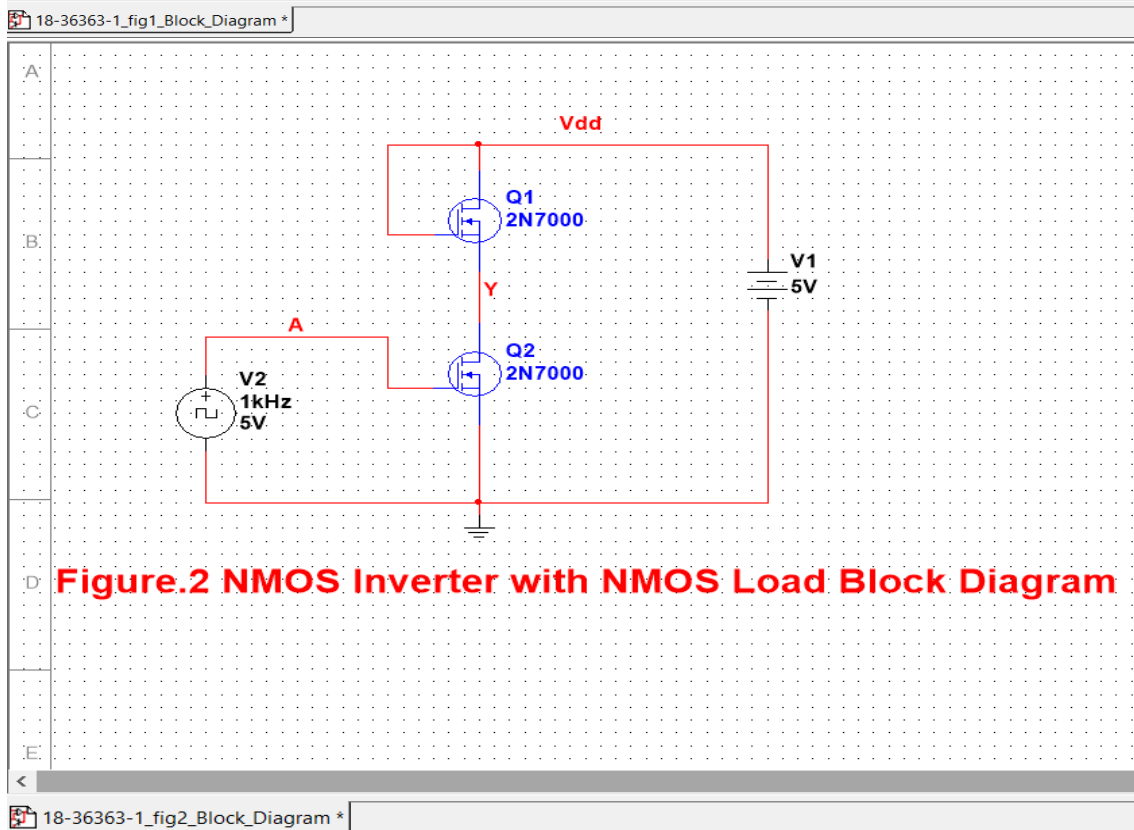 18-36363-1_fig1_Block_Diagram *
A
Vdd
Q1
2N7000
B
V1
5V
Y
A
Q2
2N7000
V2
1kHz
5V
C
D
Figure.2 NMOS Inverter with NMOS Load Block Diagram
E
18-36363-1_fig2_Block_Diagram *